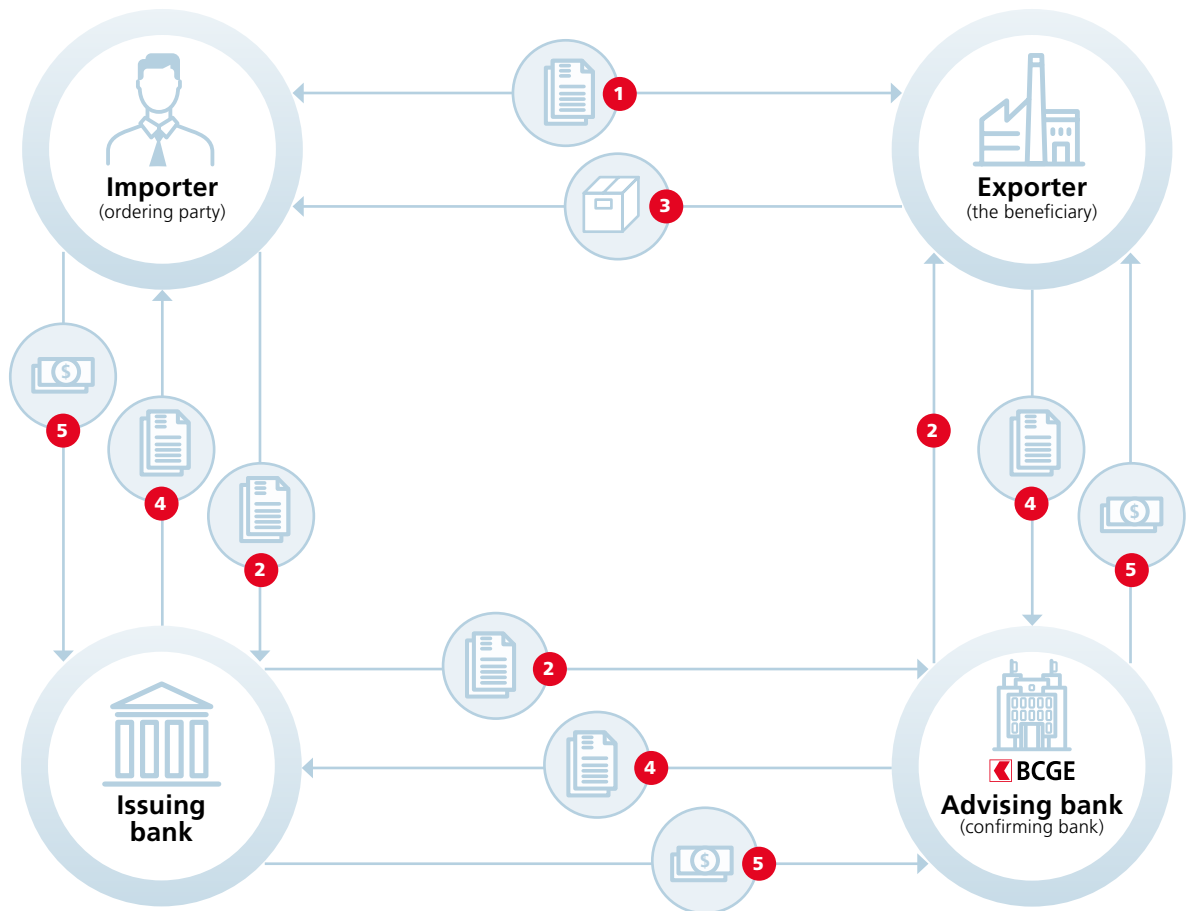 1
Importer
(ordering party)
Exporter
(the beneficiary)
3
$
5
4
2
2
4
$
5
2
4
$
5
Issuing
bank
BCGE
Advising bank
(confirming bank)